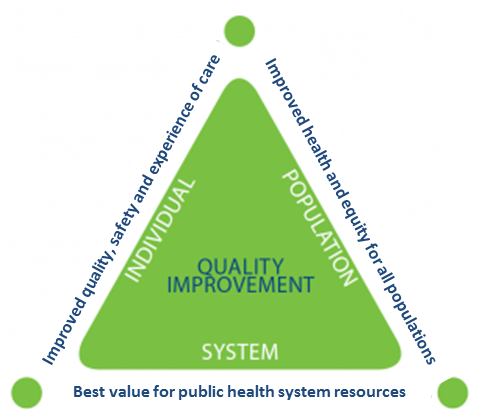 Improved quality, safety and experience of care
Improved health and equity for all populations
INDIVIDUAL
POPULATION
QUALITY
IMPROVEMENT
SYSTEM
Best value for public health system resources